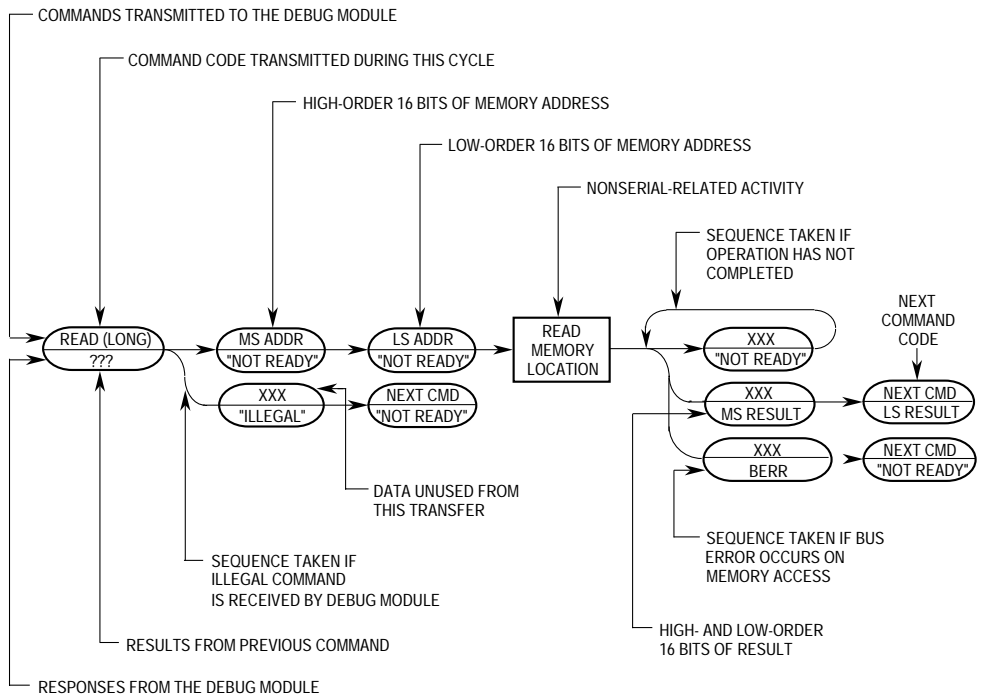 COMMANDS TRANSMITTED TO THE DEBUG MODULE
COMMAND CODE TRANSMITTED DURING THIS CYCLE
HIGH-ORDER 16 BITS OF MEMORY ADDRESS
LOW-ORDER 16 BITS OF MEMORY ADDRESS
NONSERIAL-RELATED ACTIVITY
SEQUENCE TAKEN IF
OPERATION HAS NOT
COMPLETED
NEXT
COMMAND
CODE
READ (LONG)
???
MS ADDR
"NOT READY"
LS ADDR
"NOT READY"
READ
MEMORY
LOCATION
XXX
"NOT READY"
XXX
"ILLEGAL"
NEXT CMD
"NOT READY"
XXX
MS RESULT
NEXT CMD
LS RESULT
XXX
BERR
NEXT CMD
"NOT READY"
DATA UNUSED FROM
THIS TRANSFER
SEQUENCE TAKEN IF
ILLEGAL COMMAND
IS RECEIVED BY DEBUG MODULE
SEQUENCE TAKEN IF BUS
ERROR OCCURS ON
MEMORY ACCESS
HIGH- AND LOW-ORDER
16 BITS OF RESULT
RESULTS FROM PREVIOUS COMMAND
RESPONSES FROM THE DEBUG MODULE